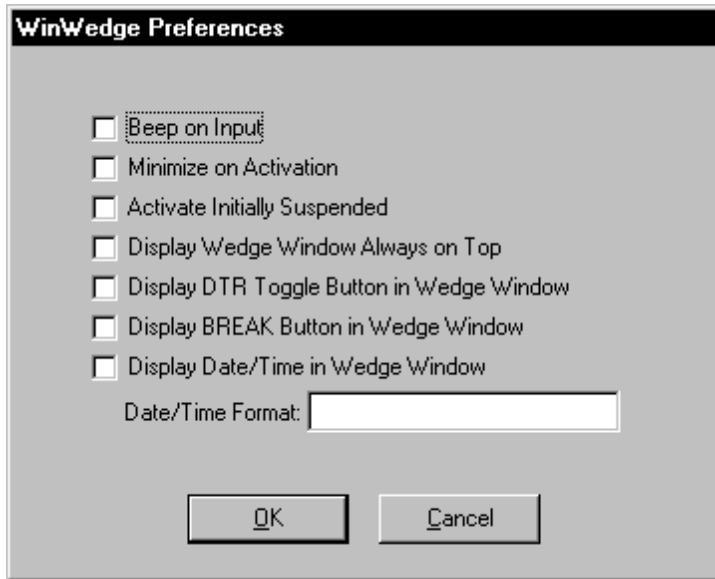 WinWedge Preferences
Beep on Input
Minimize on Activation
Activate Initially Suspended
Display Wedge Window Always on Top
Display DTR Toggle Button in Wedge Window
Display BREAK Button in Wedge Window
Display Date/Time in Wedge Window
Date/Time Format:
OK Cancel